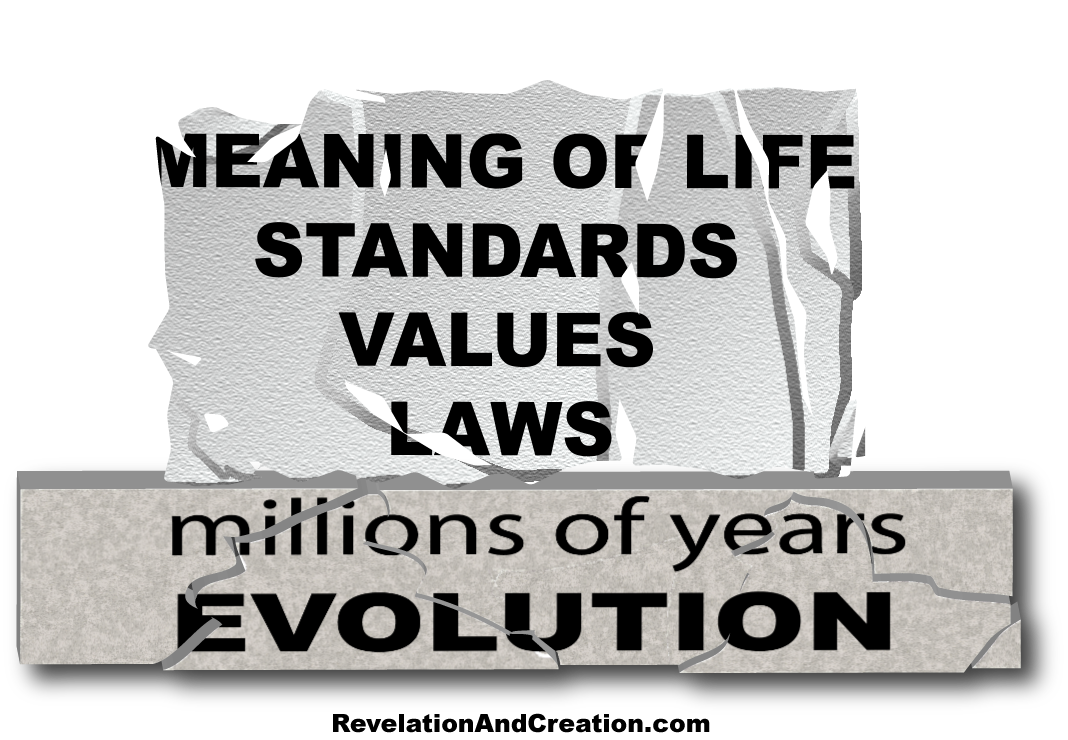 MEANING OF LIFE
STANDARDS
VALUES
LAWS
millions of years
EVOLUTION
RevelationAndCreation.com